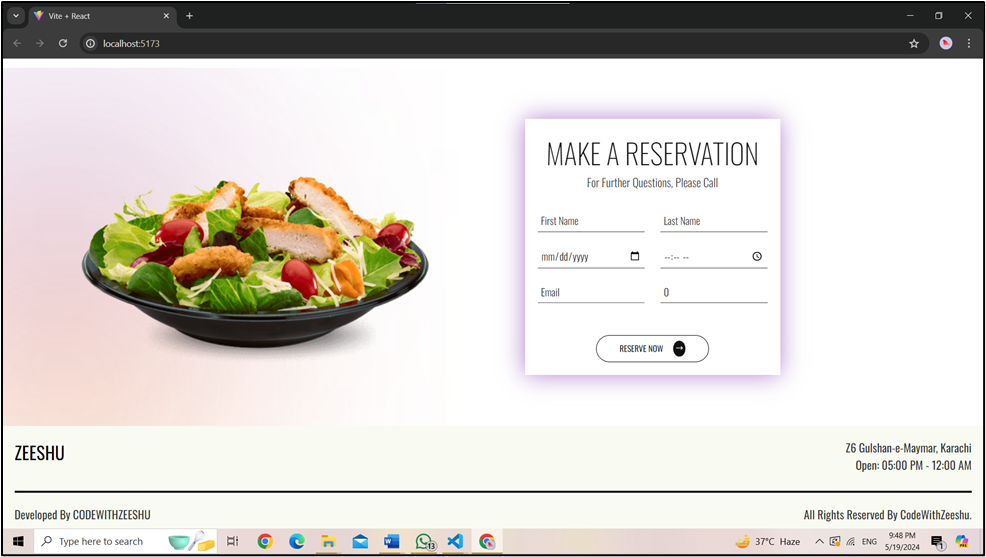 Vite + React
localhost:5173
MAKE A RESERVATION
For Further Questions, Please Call
First Name
Last Name
mm/dd/yyyy
--:-- --
Email
0
RESERVE NOW
ZEESHU
Z6 Gulshan-e-Maymar, Karachi
Open: 05:00 PM - 12:00 AM
Developed By CODEWITHZEESHU
All Rights Reserved By CodeWithZeeshu.
Type here to search
13
37°C Haze
ENG
9:48 PM
5/19/2024
1